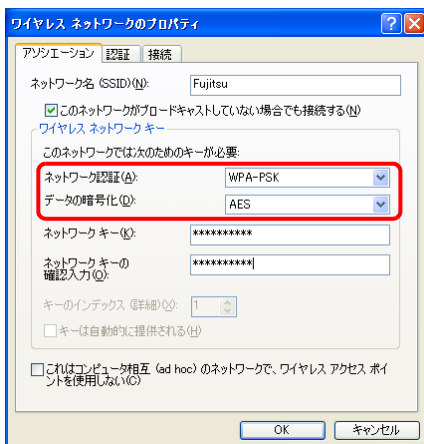 ワイヤレス ネットワークのプロパティ
アソシエーション 認証 接続
ネットワーク名 (SSID)(N): Fujitsu
このネットワークがブロードキャストしていない場合でも接続する(N)
ワイヤレス ネットワーク キー
このネットワークでは次のためのキーが必要:
ネットワーク認証(A): WPA-PSK
データの暗号化(D): AES
ネットワーク キー(K): **********
ネットワーク キーの
確認入力(O): **********
キーのインデックス (詳細)(X): 1
キーは自動的に提供される(H)
これはコンピュータ相互 (ad hoc) のネットワークで、ワイヤレス アクセス ポイ
ントを使用しない(C)
OK キャンセル